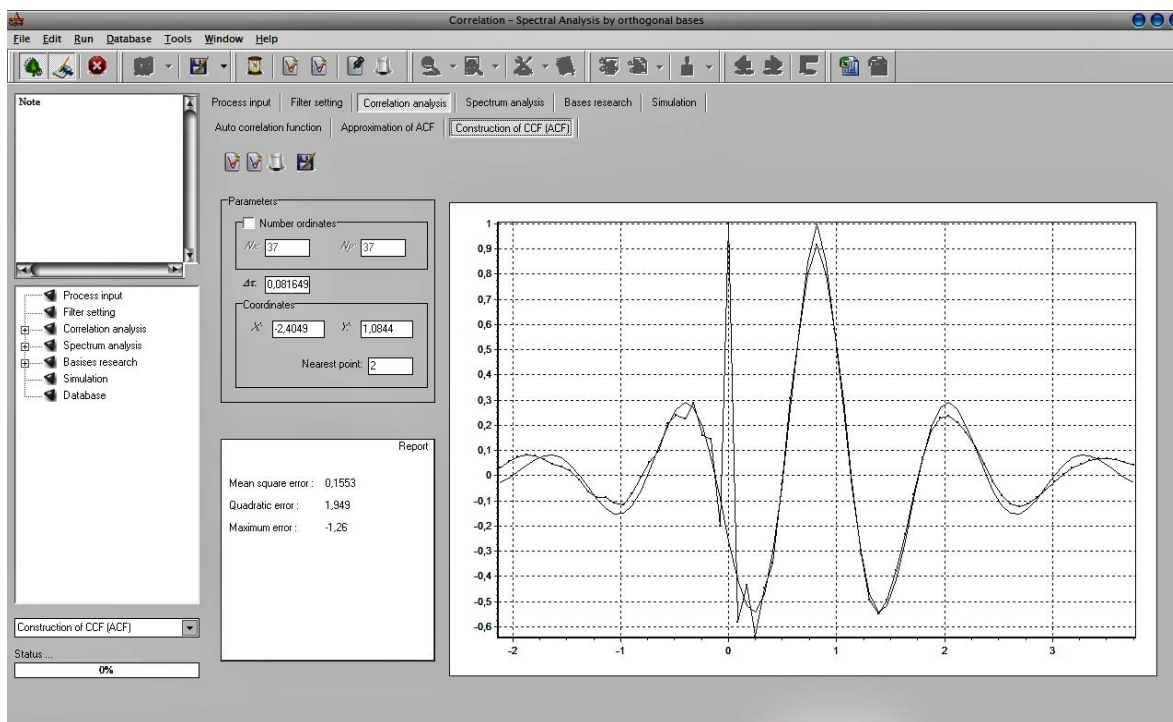 Correlation - Spectral Analysis by orthogonal bases
File Edit Run Database Tools Window Help
Note
Process input
Filter setting
Correlation analysis
Spectrum analysis
Basises research
Simulation
Database
Construction of CCF (ACF)
Status ...
0%
Process input Filter setting Correlation analysis Spectrum analysis Bases research Simulation
Auto correlation function Approximation of ACF Construction of CCF (ACF)
Parameters
Number ordinates
37 37
Δτ: 0,081649
Coordinates
X: -2,4049 Y: 1,0844
Nearest point: 2
Report
Mean square error : 0,1553
Quadratic error : 1,949
Maximum error : -1,26
1
0,9
0,8
0,7
0,6
0,5
0,4
0,3
0,2
0,1
0
-0,1
-0,2
-0,3
-0,4
-0,5
-0,6
-2 -1 0 1 2 3